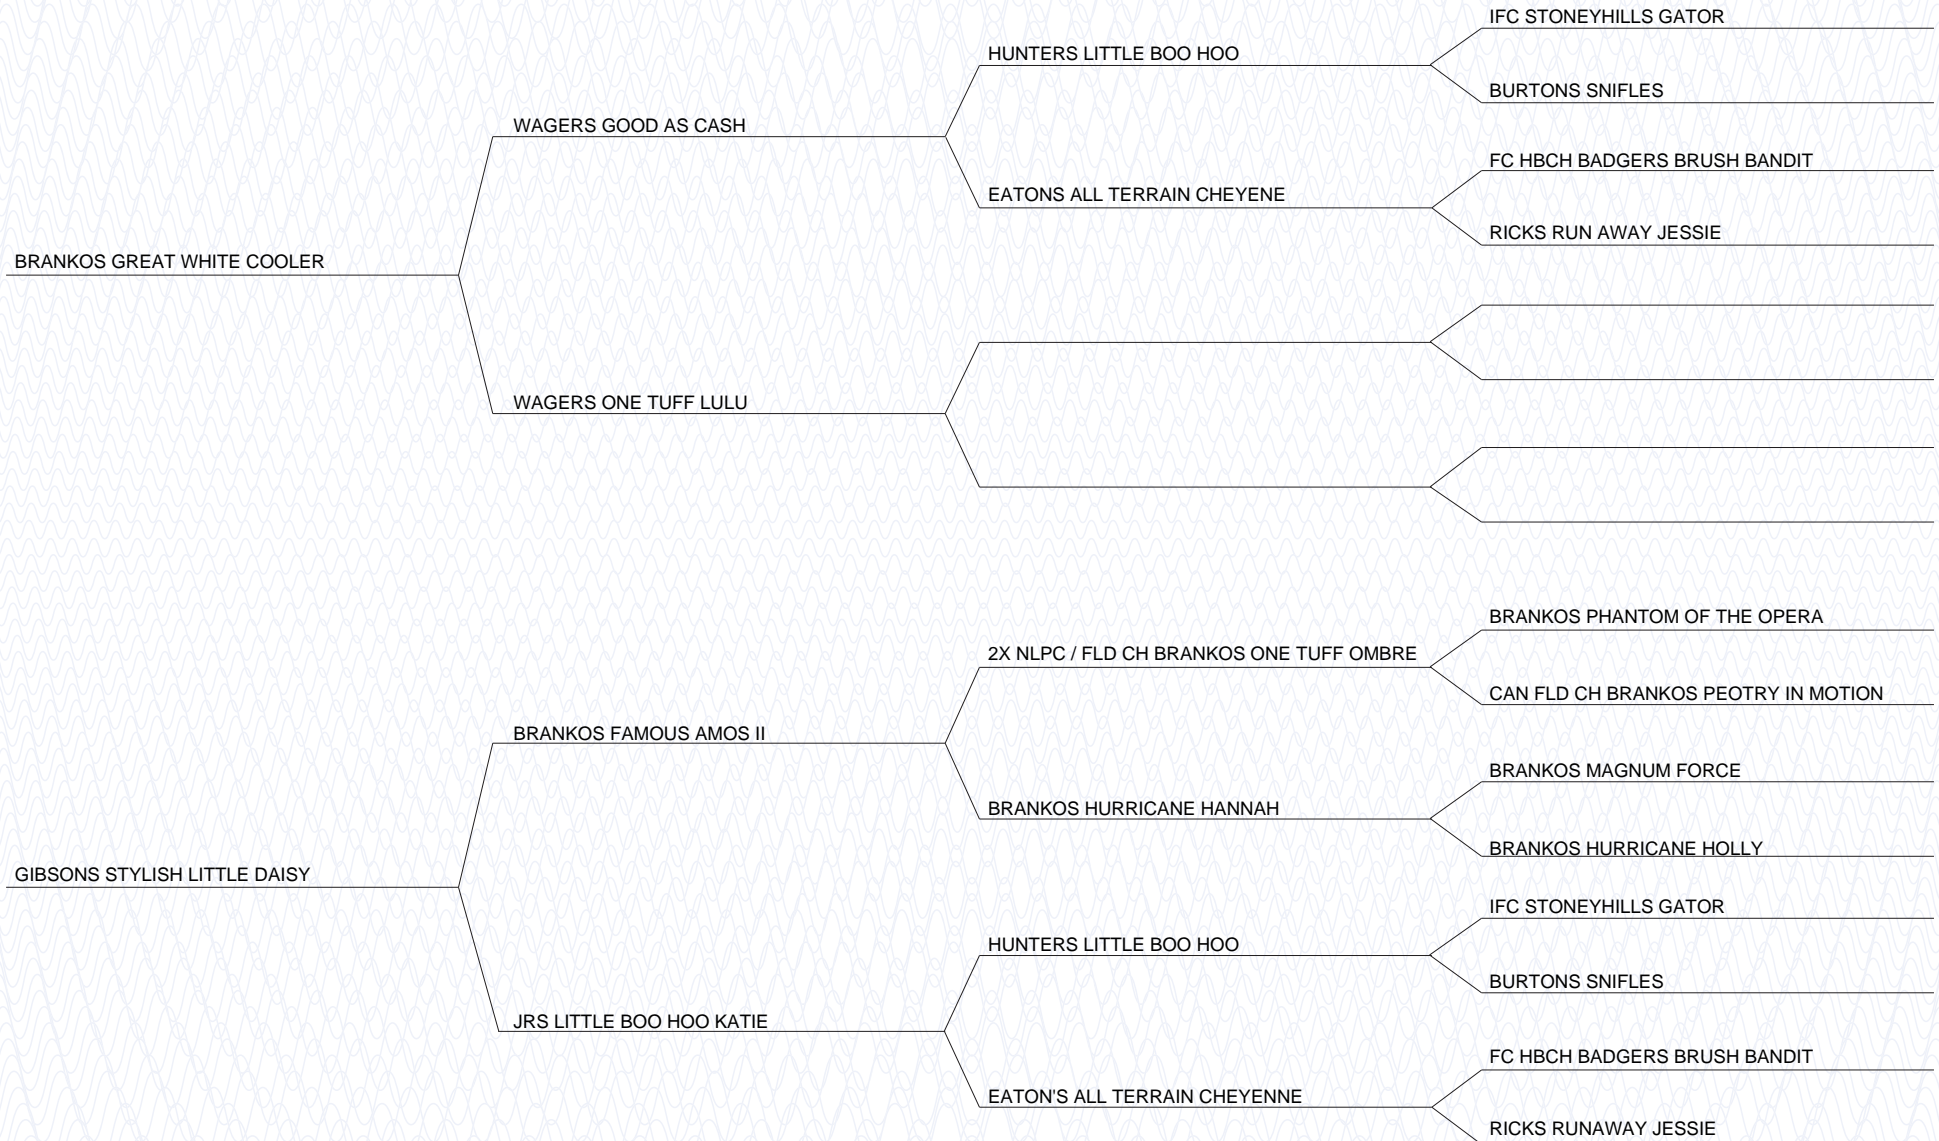 IFC STONEYHILLS GATOR
HUNTERS LITTLE BOO HOO
BURTONS SNIFLES
WAGERS GOOD AS CASH
FC HBCH BADGERS BRUSH BANDIT
EATONS ALL TERRAIN CHEYENE
RICKS RUN AWAY JESSIE
BRANKOS GREAT WHITE COOLER
WAGERS ONE TUFF LULU
BRANKOS PHANTOM OF THE OPERA
2X NLPC / FLD CH BRANKOS ONE TUFF OMBRE
CAN FLD CH BRANKOS PEOTRY IN MOTION
BRANKOS FAMOUS AMOS II
BRANKOS MAGNUM FORCE
BRANKOS HURRICANE HANNAH
BRANKOS HURRICANE HOLLY
GIBSONS STYLISH LITTLE DAISY
IFC STONEYHILLS GATOR
HUNTERS LITTLE BOO HOO
BURTONS SNIFLES
JRS LITTLE BOO HOO KATIE
FC HBCH BADGERS BRUSH BANDIT
EATON'S ALL TERRAIN CHEYENNE
RICKS RUNAWAY JESSIE